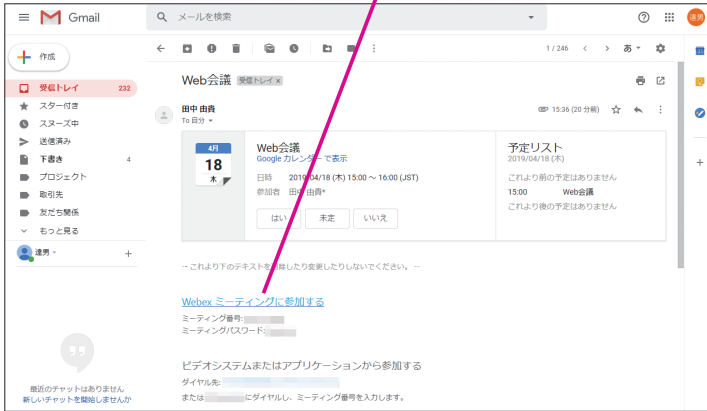 Gmail
メールを検索
達男
作成
1 / 246
あ
受信トレイ 232
スター付き
スヌーズ中
送信済み
下書き 4
プロジェクト
取引先
友だち関係
もっと見る
達男
最近のチャットはありません
新しいチャットを開始しませんか
Web会議 受信トレイ ×
田中 由貴
To 自分
15:36 (20 分前)
4月
18
木
Web会議
Google カレンダーで表示
日時 2019/04/18 (木) 15:00 ～ 16:00 (JST)
参加者 田中 由貴*
はい 未定 いいえ
予定リスト
2019/04/18 (木)
これより前の予定はありません
15:00 Web会議
これより後の予定はありません
-- これより下のテキストを削除したり変更したりしないでください。 --
Webex ミーティングに参加する
ミーティング番号:
ミーティングパスワード:
ビデオシステムまたはアプリケーションから参加する
ダイヤル先:
または にダイヤルし、ミーティング番号を入力します。